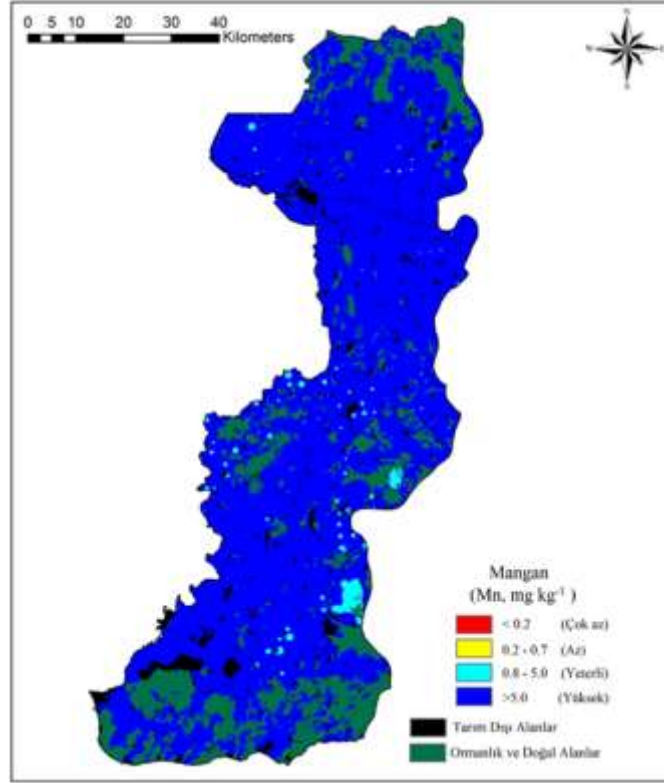 0 5 10 20 30 40
Kilometers
N
Mangan
(Mn, mg kg⁻¹ )
< 0.2 (Çok az)
0.2 - 0.7 (Az)
0.8 - 5.0 (Yeterli)
>5.0 (Yüksek)
Tarım Dışı Alanlar
Ormanlık ve Doğal Alanlar